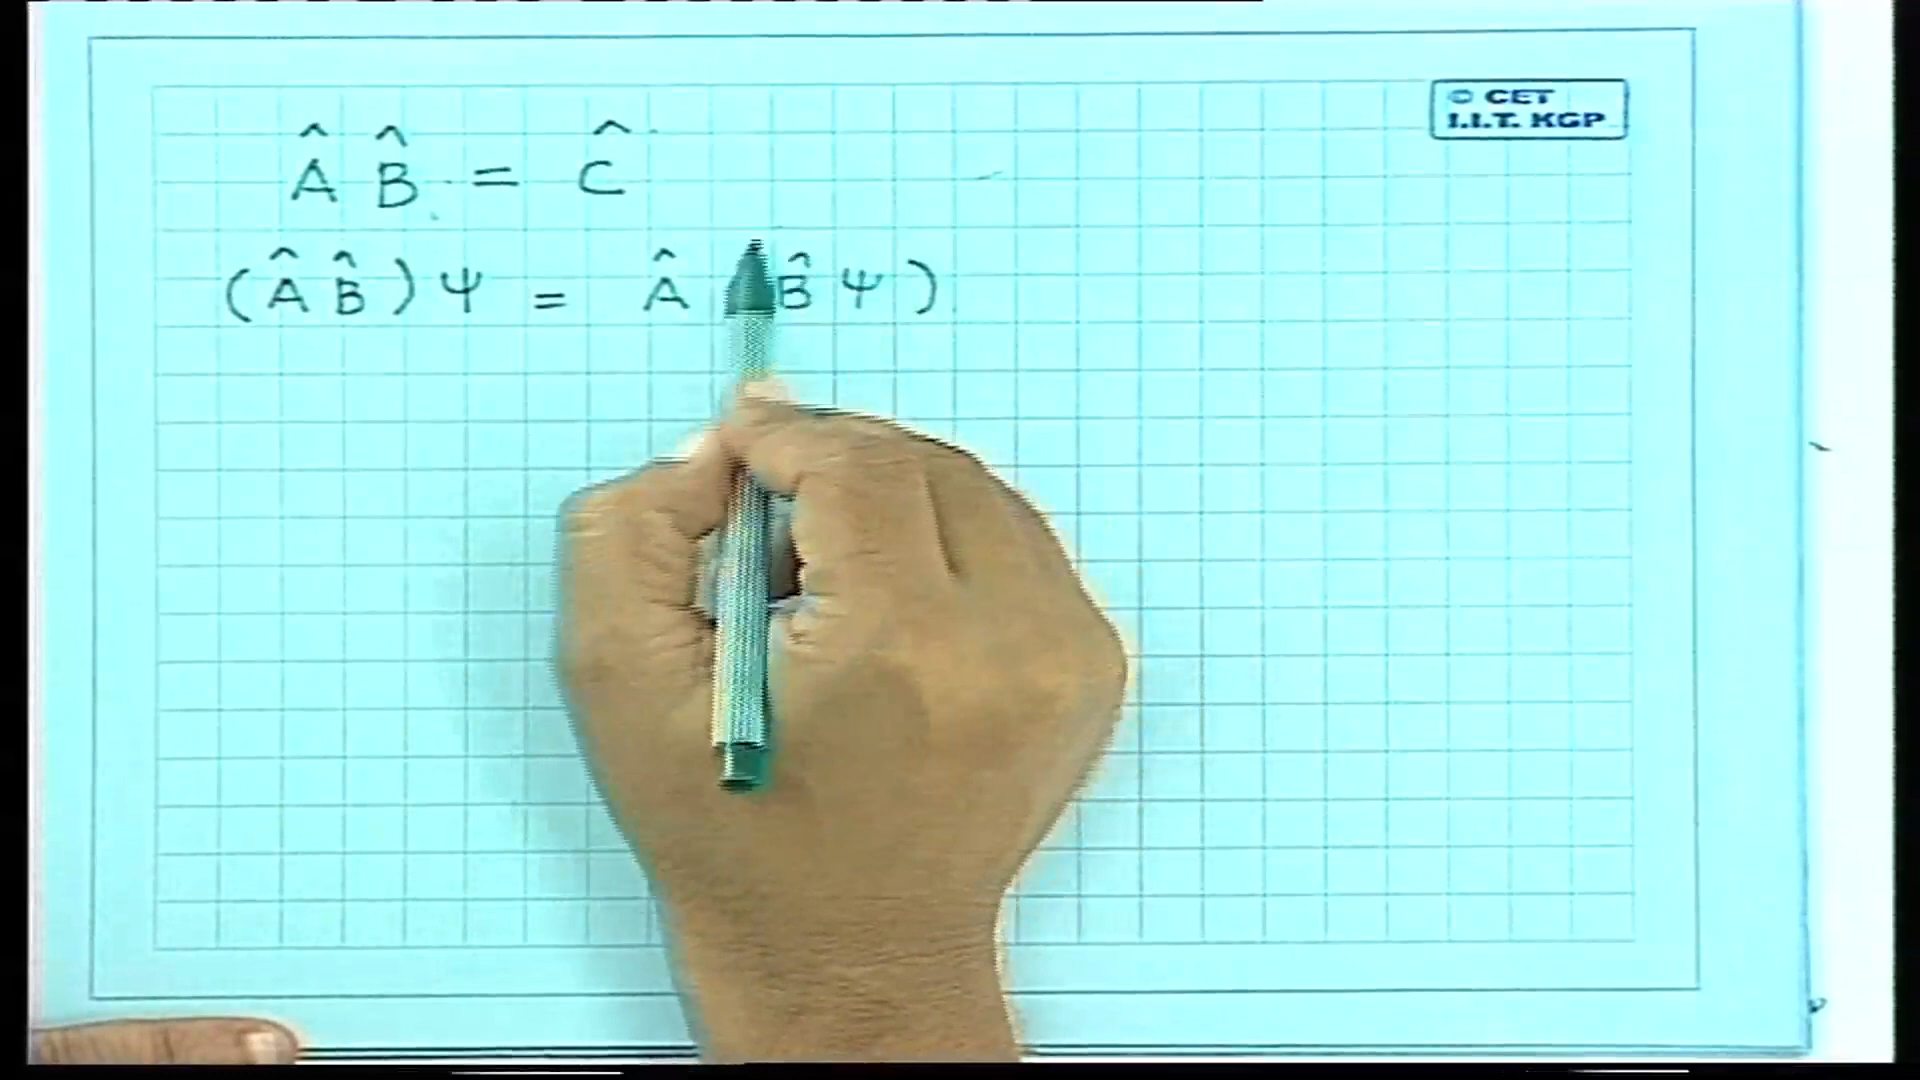 © CET
I.I.T. KGP
Â B̂ = Ĉ
(Â B̂) Ψ = Â B̂ Ψ)